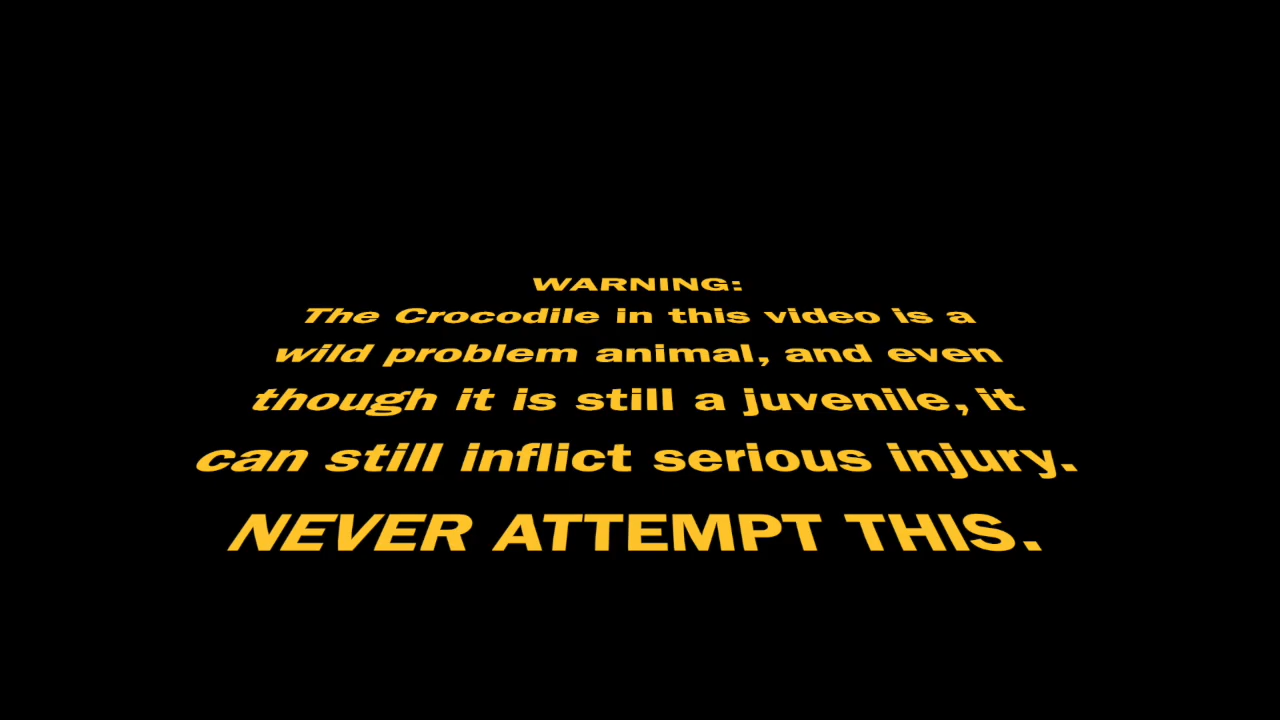 WARNING:
The Crocodile in this video is a
wild problem animal, and even
though it is still a juvenile, it
can still inflict serious injury.
NEVER ATTEMPT THIS.